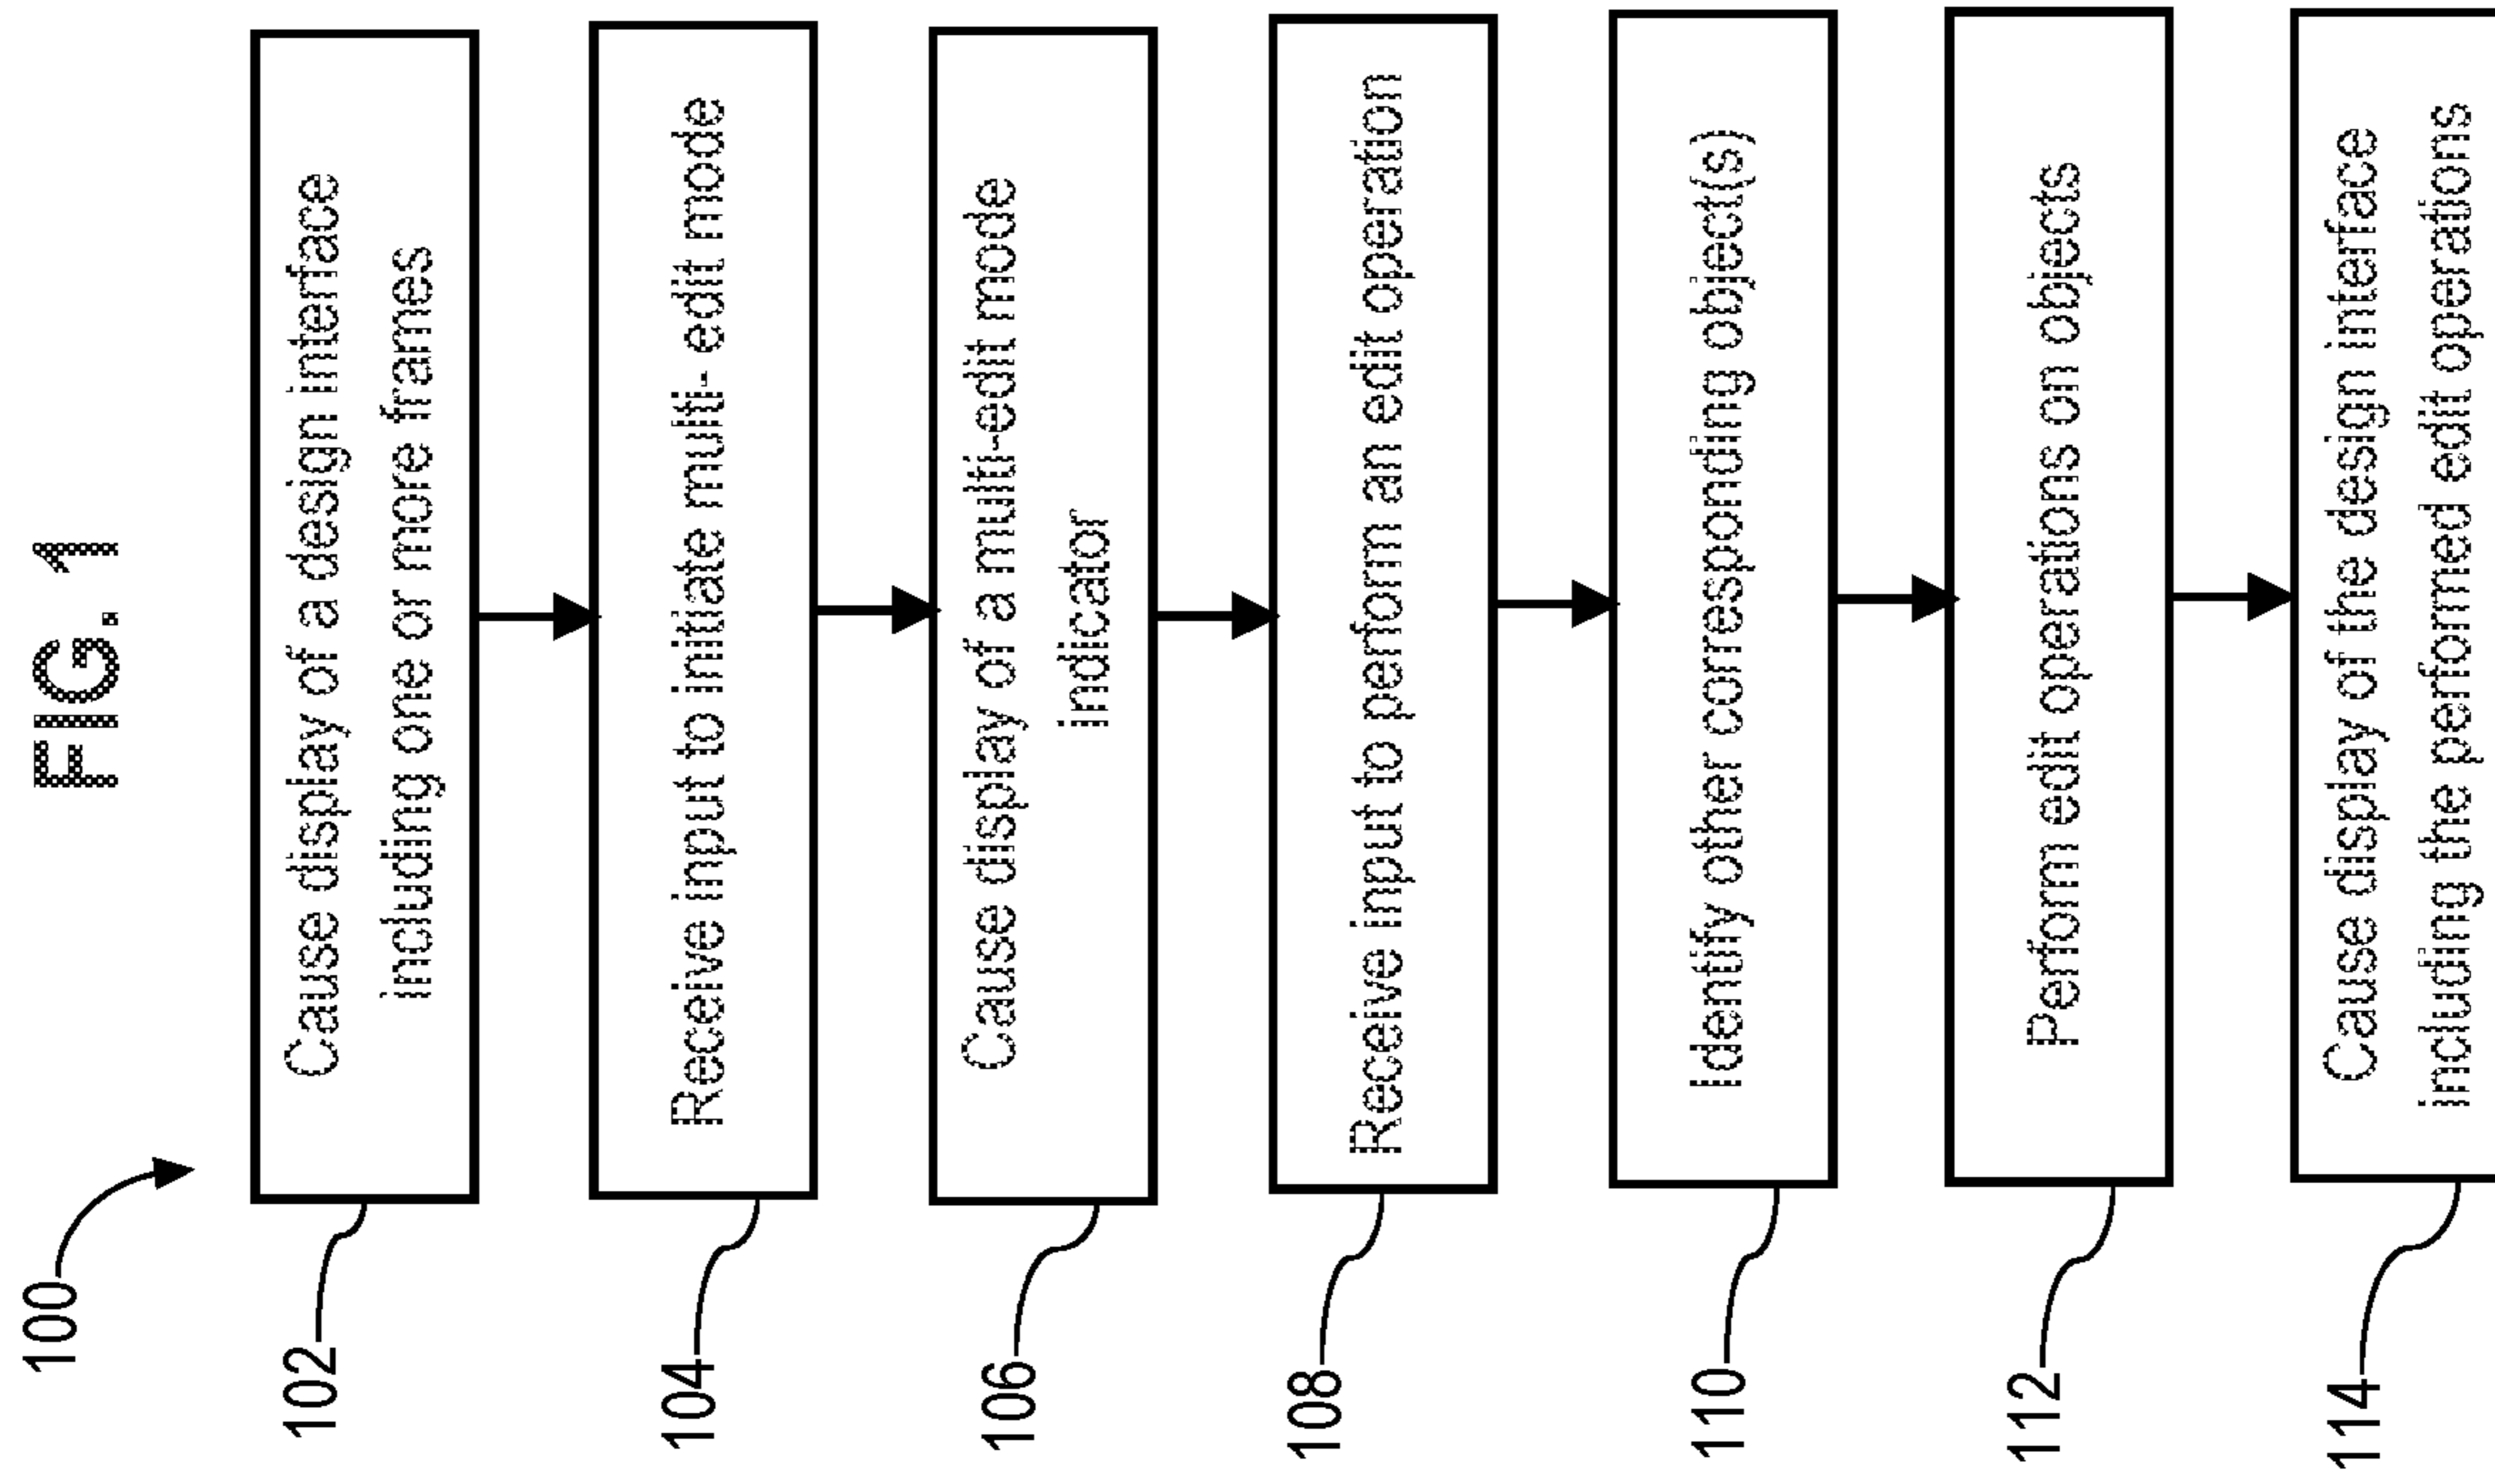 FIG. 1
100
102
Cause display of a design interface
including one or more frames
104
Receive input to initiate multi- edit mode
106
Cause display of a multi-edit mode
indicator
108
Receive input to perform an edit operation
110
Identify other corresponding object(s)
112
Perform edit operations on objects
114
Cause display of the design interface
including the performed edit operations